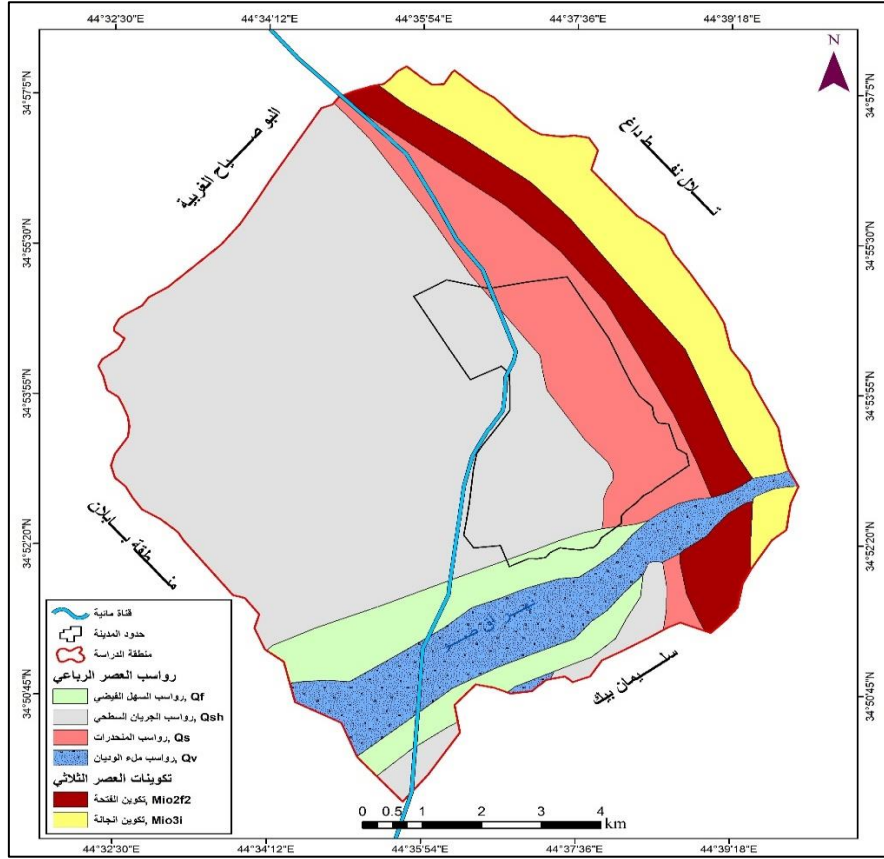 44°32'30"E 44°34'12"E 44°35'54"E 44°37'36"E 44°39'18"E
N
34°57'5"N 34°57'5"N
البو صياح الغربية
تلال نفط داغ
34°55'30"N 34°55'30"N
34°53'55"N 34°53'55"N
34°52'20"N 34°52'20"N
منطقة بايلان
نهر اق صو
سليمان بيك
34°50'45"N 34°50'45"N
قناة مائية
حدود المدينة
منطقة الدراسة
رواسب العصر الرباعي
رواسب السهل الفيضي, Qf
رواسب الجريان السطحي, Qsh
رواسب المنحدرات, Qs
رواسب ملء الوديان, Qv
تكوينات العصر الثلاثي
تكوين الفتحة, Mio2f2
تكوين انجانة, Mio3i
0 0.5 1 2 3 4
km
44°32'30"E 44°34'12"E 44°35'54"E 44°37'36"E 44°39'18"E